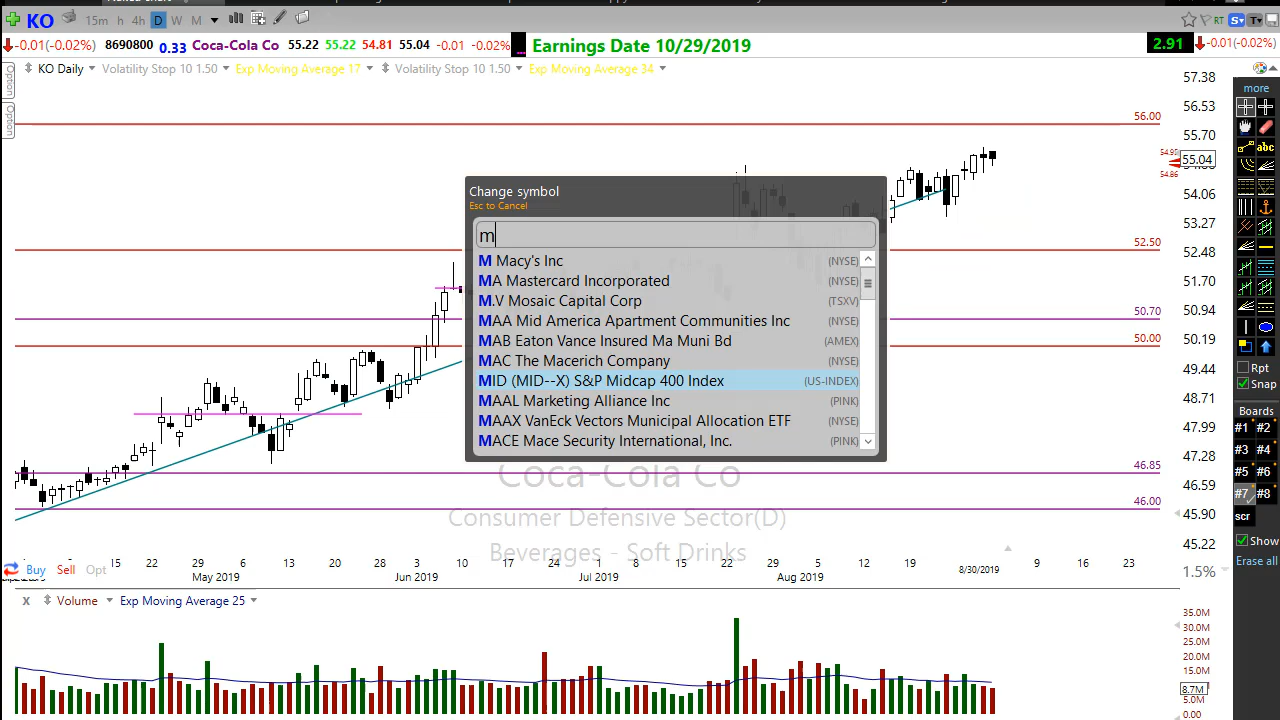 KO 15m h 4h D W M
-0.01(-0.02%) 8690800 0.33 Coca-Cola Co 55.22 55.22 54.81 55.04 -0.01 -0.02% Earnings Date 10/29/2019 2.91 -0.01(-0.02%)
RT S T
KO Daily Volatility Stop 10 1.50 Exp Moving Average 17 Volatility Stop 10 1.50 Exp Moving Average 34
Option
Option
57.38
56.53
55.70
55.04
54.06
53.27
52.48
51.70
50.94
50.19
49.44
48.71
47.99
47.28
46.59
45.90
45.22
1.5%
56.00
52.50
50.70
50.00
46.85
46.00
54.86
Change symbol
Esc to Cancel
m
M Macy's Inc (NYSE)
MA Mastercard Incorporated (NYSE)
M.V Mosaic Capital Corp (TSXV)
MAA Mid America Apartment Communities Inc (NYSE)
MAB Eaton Vance Insured Ma Muni Bd (AMEX)
MAC The Macerich Company (NYSE)
MID (MID--X) S&P Midcap 400 Index (US-INDEX)
MAAL Marketing Alliance Inc (PINK)
MAAX VanEck Vectors Municipal Allocation ETF (NYSE)
MACE Mace Security International, Inc. (PINK)
Coca-Cola Co
Consumer Defensive Sector(D)
Beverages - Soft Drinks
15 22 29 6 13 20 28 3 10 17 24 8 15 22 29 5 12 19 8/30/2019 9 16 23
May 2019 Jun 2019 Jul 2019 Aug 2019
Buy Sell Opt
X Volume Exp Moving Average 25
35.0M
30.0M
25.0M
20.0M
15.0M
10.0M
8.7M
5.0M
0.00
more
abc
Rpt
Snap
Boards
#1 #2
#3 #4
#5 #6
#7 #8
scr
Show
Erase all